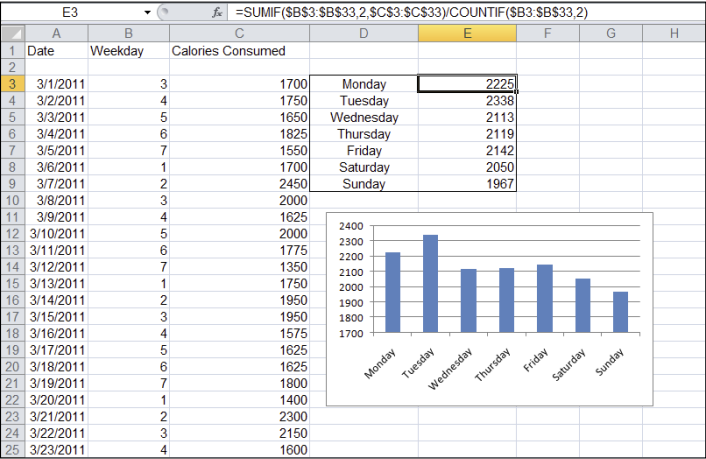 E3 fx =SUMIF($B$3:$B$33,2,$C$3:$C$33)/COUNTIF($B3:$B$33,2)
A B C D E F G H
1 Date Weekday Calories Consumed
2
3 3/1/2011 3 1700 Monday 2225
4 3/2/2011 4 1750 Tuesday 2338
5 3/3/2011 5 1650 Wednesday 2113
6 3/4/2011 6 1825 Thursday 2119
7 3/5/2011 7 1550 Friday 2142
8 3/6/2011 1 1700 Saturday 2050
9 3/7/2011 2 2450 Sunday 1967
10 3/8/2011 3 2000
11 3/9/2011 4 1625
12 3/10/2011 5 2000
13 3/11/2011 6 1775
14 3/12/2011 7 1350
15 3/13/2011 1 1750
16 3/14/2011 2 1950
17 3/15/2011 3 1950
18 3/16/2011 4 1575
19 3/17/2011 5 1625
20 3/18/2011 6 1625
21 3/19/2011 7 1800
22 3/20/2011 1 1400
23 3/21/2011 2 2300
24 3/22/2011 3 2150
25 3/23/2011 4 1600
2400
2300
2200
2100
2000
1900
1800
1700
Monday Tuesday Wednesday Thursday Friday Saturday Sunday